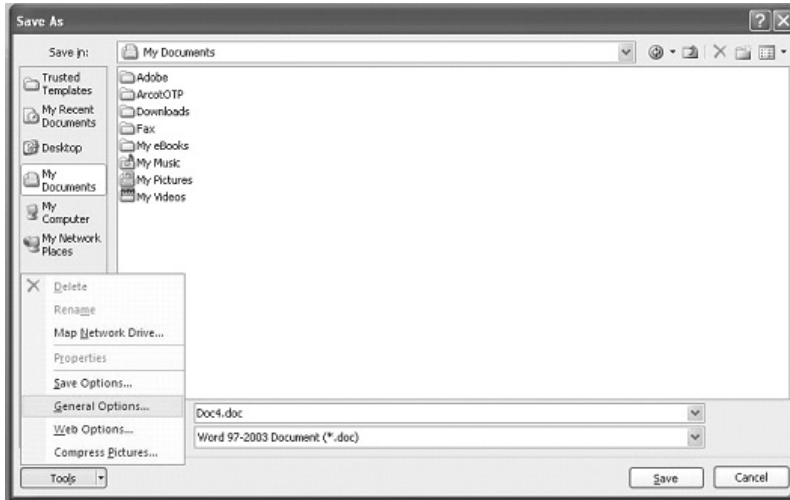 Save As
Save in:
My Documents
Trusted
Templates
My Recent
Documents
Desktop
My
Documents
My
Computer
My Network
Places
Adobe
ArcotOTP
Downloads
Fax
My eBooks
My Music
My Pictures
My Videos
Delete
Rename
Map Network Drive...
Properties
Save Options...
General Options...
Web Options...
Compress Pictures...
Doc4.doc
Word 97-2003 Document (*.doc)
Tools
Save
Cancel